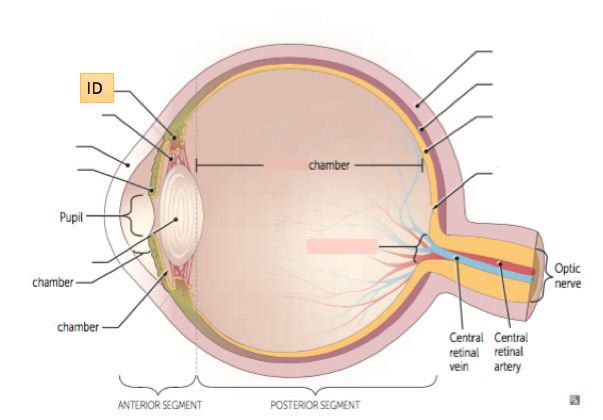 ID
chamber
Pupil
chamber
chamber
Optic
nerve
Central
retinal
vein
Central
retinal
artery
ANTERIOR SEGMENT
POSTERIOR SEGMENT